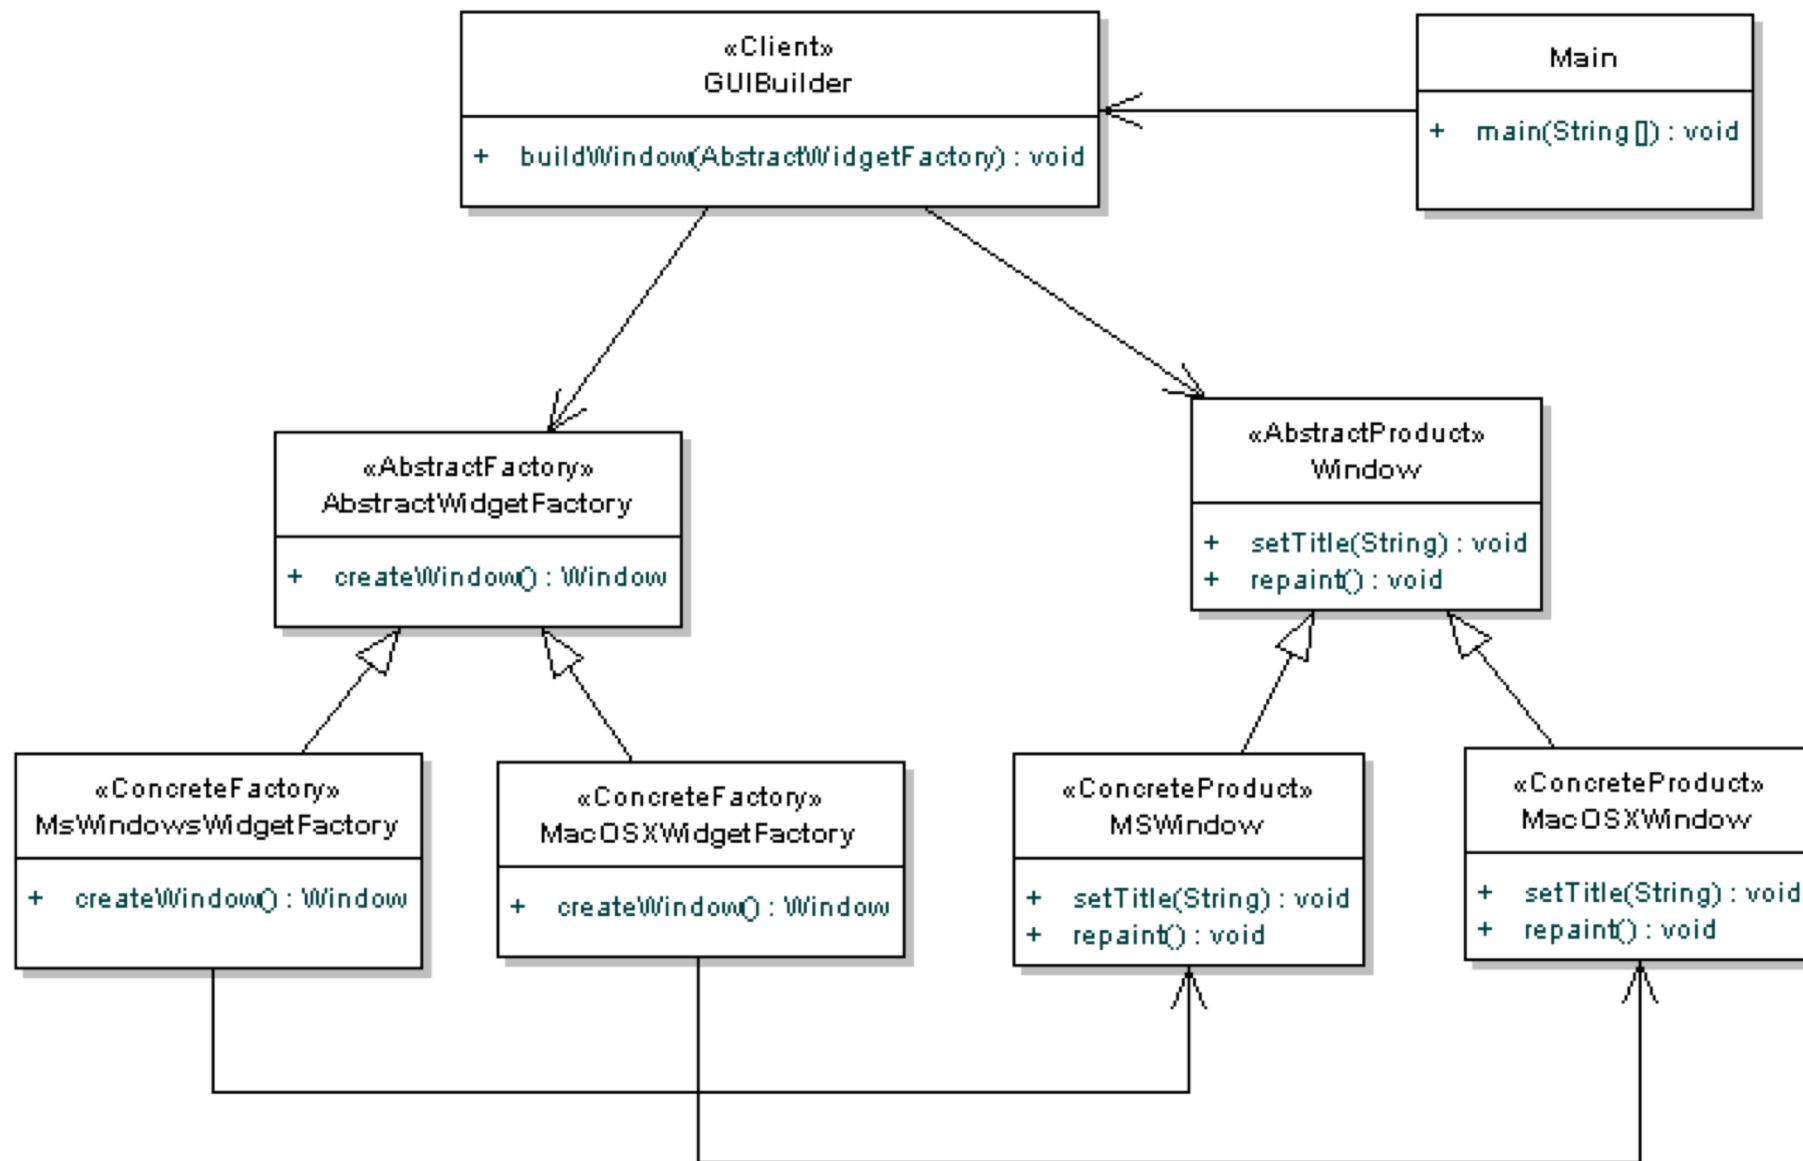 «Client»
GUIBuilder
+ buildWindow(AbstractWidgetFactory) : void
Main
+ main(String[]) : void
«AbstractFactory»
AbstractWidgetFactory
+ createWindow() : Window
«AbstractProduct»
Window
+ setTitle(String) : void
+ repaint() : void
«ConcreteFactory»
MsWindowsWidgetFactory
+ createWindow() : Window
«ConcreteFactory»
MacOSXWidgetFactory
+ createWindow() : Window
«ConcreteProduct»
MSWindow
+ setTitle(String) : void
+ repaint() : void
«ConcreteProduct»
MacOSXWindow
+ setTitle(String) : void
+ repaint() : void